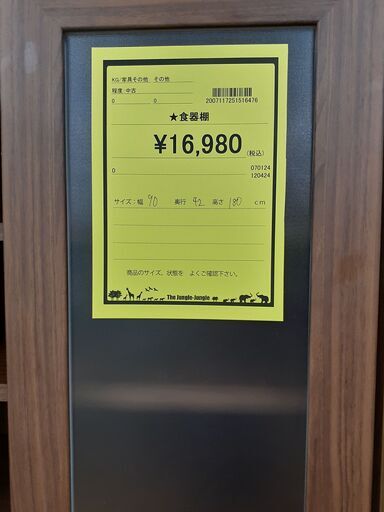 KG/家具その他 その他
程度:中古
0 0
2007117251516476
★食器棚
¥16,980
(税込)
0 070124
120424
サイズ:幅 90 奥行 42 高さ 180 cm
商品のサイズ、状態を よくご確認下さい。
The Jungle-Jungle